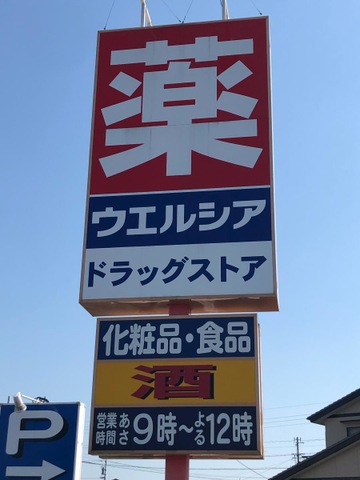 薬
ウエルシア
ドラッグストア
化粧品・食品
酒
営業時間 あさ9時〜よる12時
P